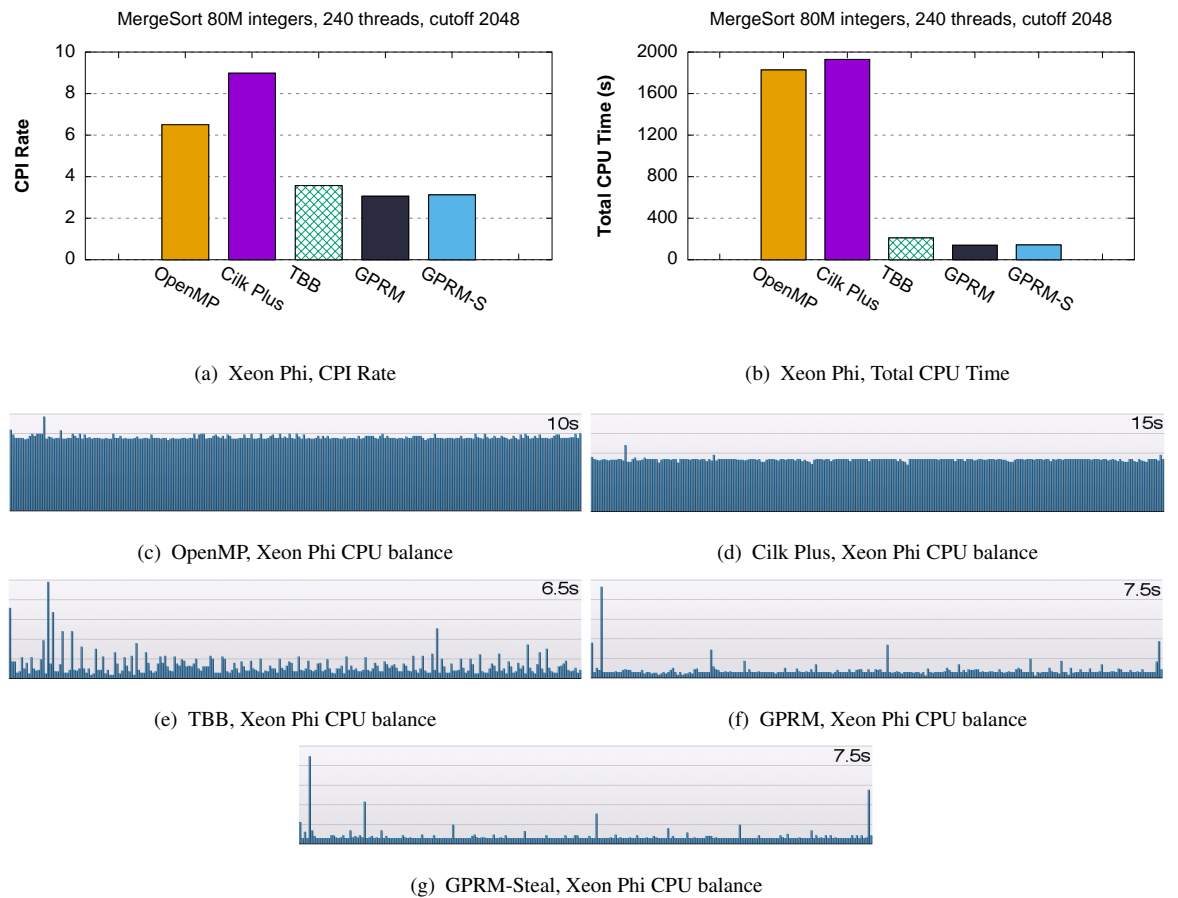 MergeSort 80M integers, 240 threads, cutoff 2048
CPI Rate
10
8
6
4
2
0
OpenMP
Cilk Plus
TBB
GPRM
GPRM-S
(a) Xeon Phi, CPI Rate
MergeSort 80M integers, 240 threads, cutoff 2048
Total CPU Time (s)
2000
1600
1200
800
400
0
OpenMP
Cilk Plus
TBB
GPRM
GPRM-S
(b) Xeon Phi, Total CPU Time
10s
(c) OpenMP, Xeon Phi CPU balance
15s
(d) Cilk Plus, Xeon Phi CPU balance
6.5s
(e) TBB, Xeon Phi CPU balance
7.5s
(f) GPRM, Xeon Phi CPU balance
7.5s
(g) GPRM-Steal, Xeon Phi CPU balance